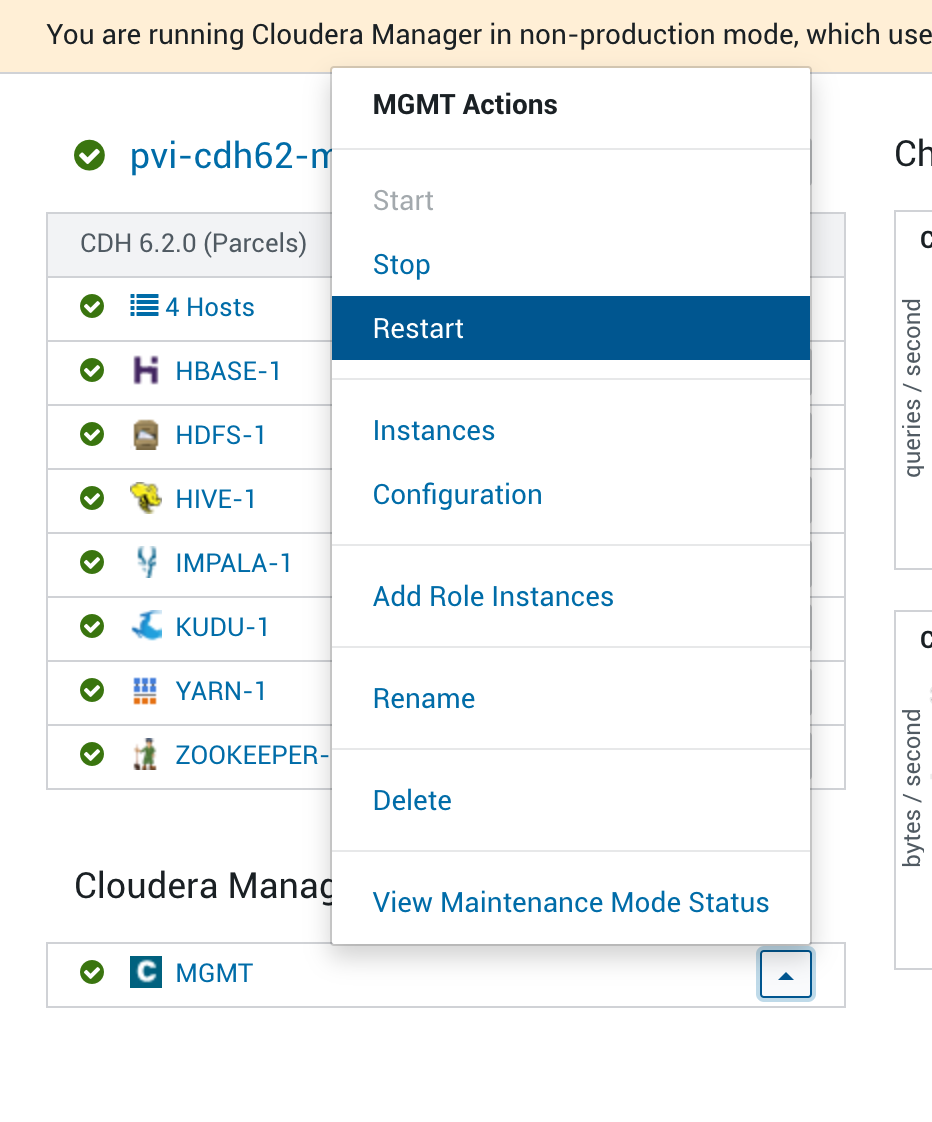 You are running Cloudera Manager in non-production mode, which use
MGMT Actions
pvi-cdh62-m
Start
CDH 6.2.0 (Parcels)
Stop
4 Hosts
Restart
HBASE-1
HDFS-1
Instances
HIVE-1
Configuration
IMPALA-1
Add Role Instances
KUDU-1
YARN-1
Rename
ZOOKEEPER-
Delete
Cloudera Manag
View Maintenance Mode Status
C MGMT
Ch
C
queries / second
C
bytes / second